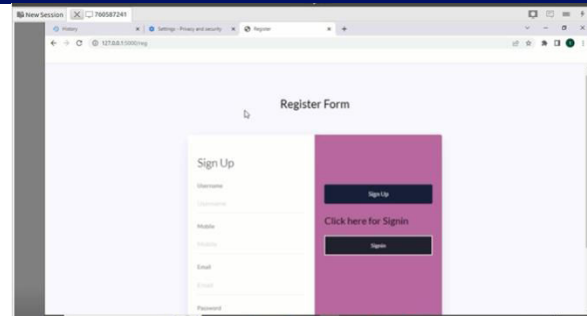 New Session
760587241
History
Settings - Privacy and security
Register
127.0.0.1:5000/reg
Register Form
Sign Up
Username
Username
Mobile
Mobile
Email
Email
Password
Sign Up
Click here for Signin
Signin